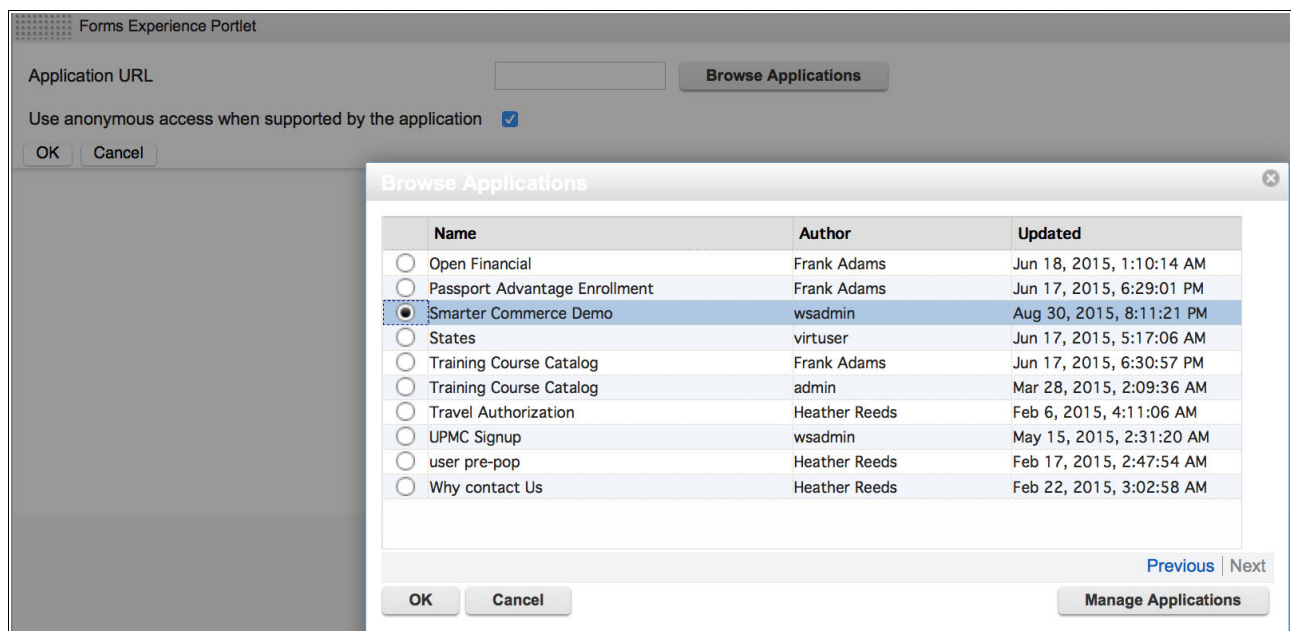 Forms Experience Portlet
Application URL Browse Applications
Use anonymous access when supported by the application
OK Cancel
Browse Applications
Name Author Updated
Open Financial Frank Adams Jun 18, 2015, 1:10:14 AM
Passport Advantage Enrollment Frank Adams Jun 17, 2015, 6:29:01 PM
Smarter Commerce Demo wsadmin Aug 30, 2015, 8:11:21 PM
States virtuser Jun 17, 2015, 5:17:06 AM
Training Course Catalog Frank Adams Jun 17, 2015, 6:30:57 PM
Training Course Catalog admin Mar 28, 2015, 2:09:36 AM
Travel Authorization Heather Reeds Feb 6, 2015, 4:11:06 AM
UPMC Signup wsadmin May 15, 2015, 2:31:20 AM
user pre-pop Heather Reeds Feb 17, 2015, 2:47:54 AM
Why contact Us Heather Reeds Feb 22, 2015, 3:02:58 AM
Previous Next
OK Cancel Manage Applications